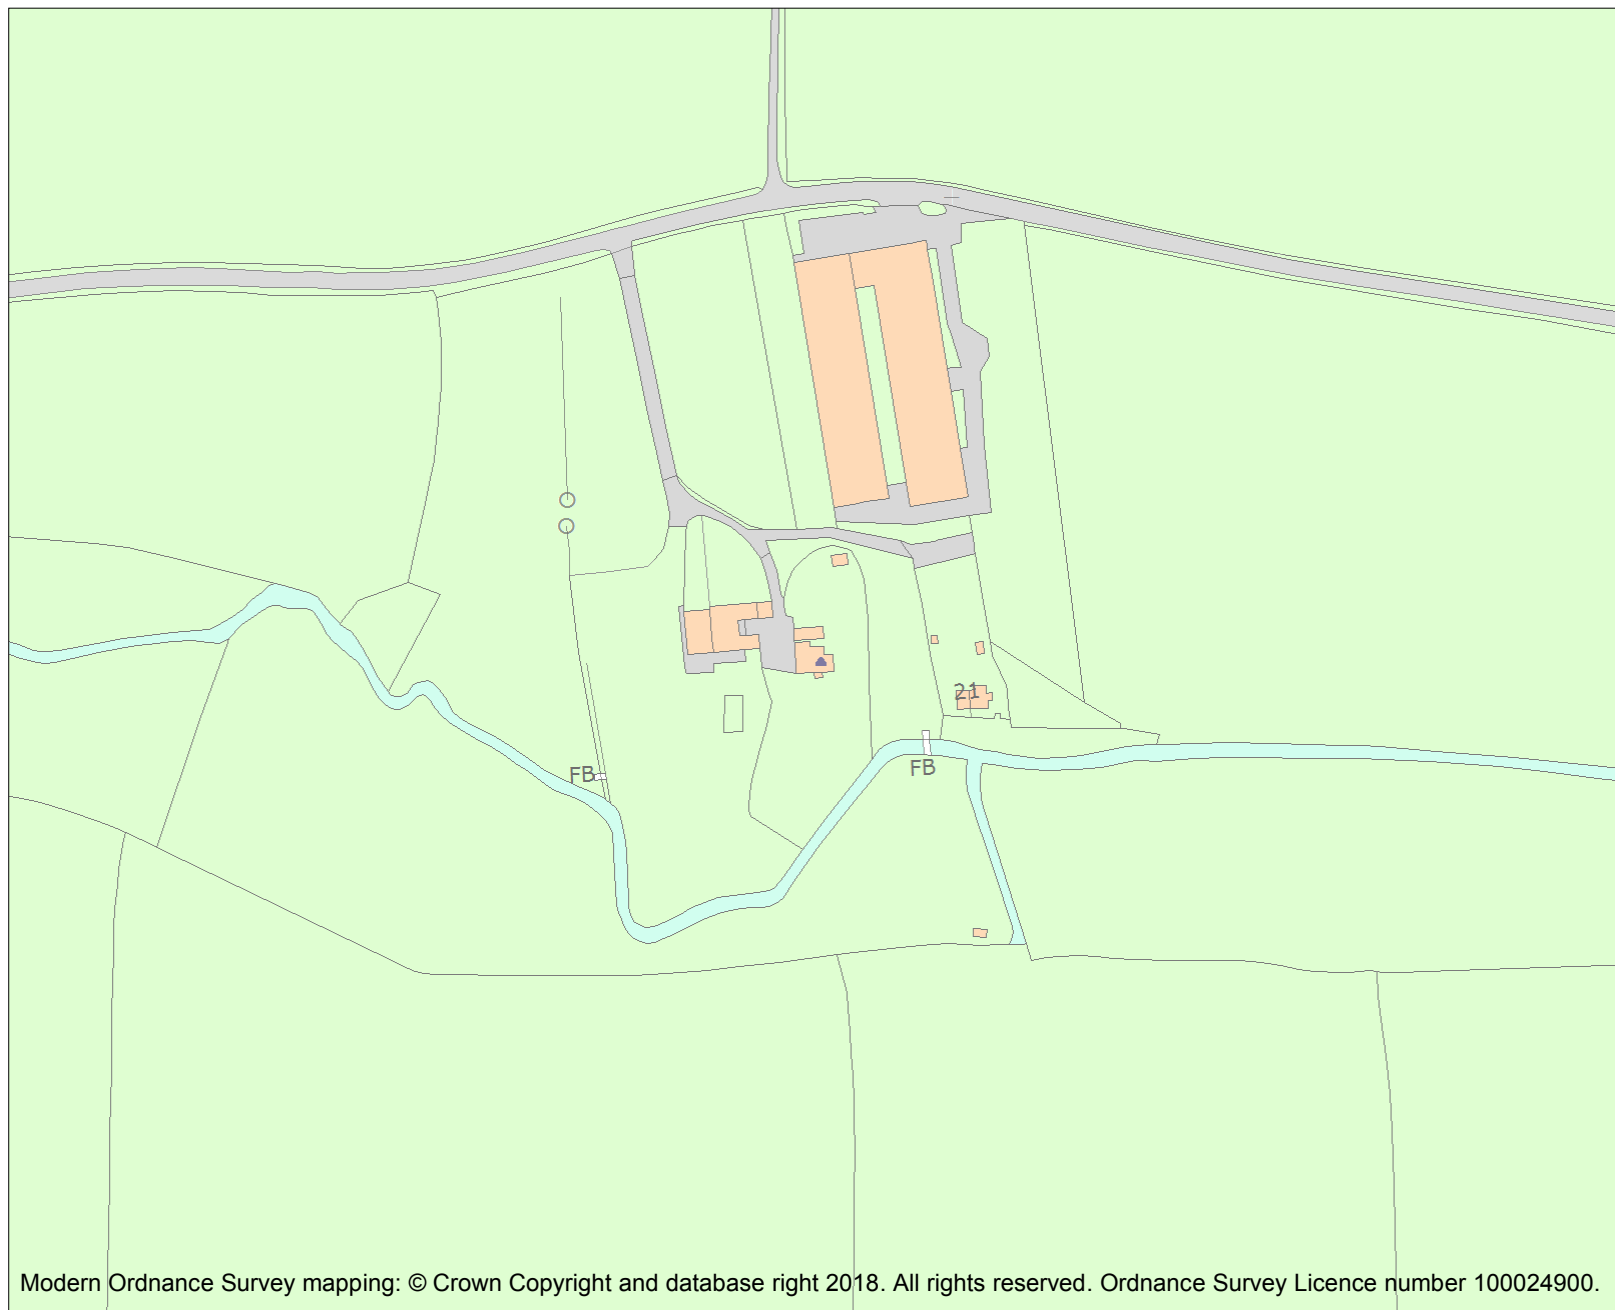 21
FB
FB
Modern Ordnance Survey mapping: © Crown Copyright and database right 2018. All rights reserved. Ordnance Survey Licence number 100024900.